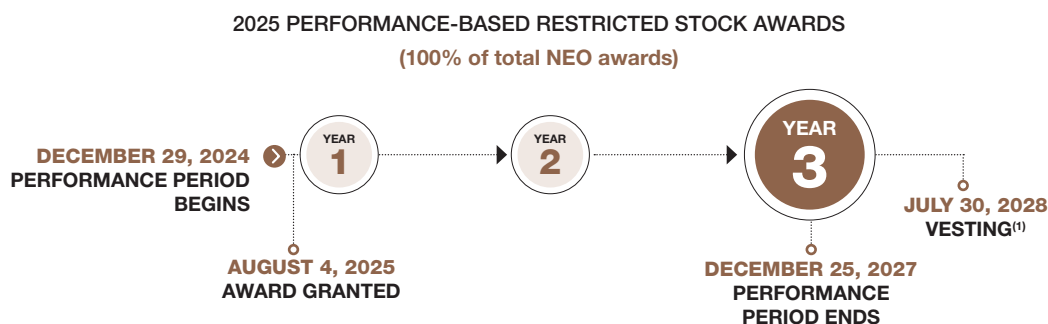 2025 PERFORMANCE-BASED RESTRICTED STOCK AWARDS
(100% of total NEO awards)
DECEMBER 29, 2024
PERFORMANCE PERIOD
BEGINS
YEAR
1
YEAR
2
YEAR
3
AUGUST 4, 2025
AWARD GRANTED
DECEMBER 25, 2027
PERFORMANCE
PERIOD ENDS
JULY 30, 2028
VESTING(1)